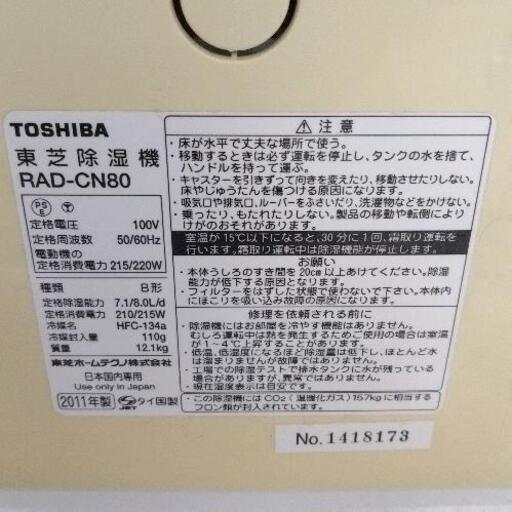 TOSHIBA
東芝除湿機
RAD-CN80
PS
E
定格電圧 100V
定格周波数 50/60Hz
電動機の
定格消費電力 215/220W
種類 B形
定格除湿能力 7.1/8.0L/d
定格消費電力 210/215W
冷媒名 HFC-134a
冷媒封入量 110g
質量 12.1kg
東芝ホームテクノ株式会社
日本国内専用
Use only in Japan
2011年製
JET
タイ国製
注意
・床が水平で丈夫な場所で使う。
・移動するときは必ず運転を停止し、タンクの水を捨て、
ハンドルを持って運ぶ。
・キャスターを引きずって向きを変えたり、移動させたりしない。
床やじゅうたんを傷つける原因になります。
・吸気口や排気口、ルーバーをふさいだり、洗濯物などをかけない。
・乗ったり、もたれたりしない。製品の移動や転倒により
けがのおそれがあります。
室温が15℃以下になると、30分に1回、霜取り運転を
行います。霜取り運転中は除湿機能が停止します。
お願い
・本体うしろのすき間を20cm以上あけてください。除湿
能力が低下する原因となります。
・フィルターをはずした状態で使わないで下さい。本体内
にほこりを吸い込み故障の原因になります。
修理を依頼される前に
・除湿機にはお部屋を冷やす機能がありません。
むしろ運転中は熱を発生するためご使用の場合は室温
が1~4℃上昇することがあります。
・低温、低湿度になるほど除湿量は低下し、ほとんど水
は溜まりませんが故障ではありません。
・工場での除湿テストで排水タンクに水が残っている
場合がありますが、異常ではありません。
・現在湿度表示は目安です。
・この除湿機にはCO₂(温暖化ガス)157kgに相当する
フロン類が封入されています。
No.1418173